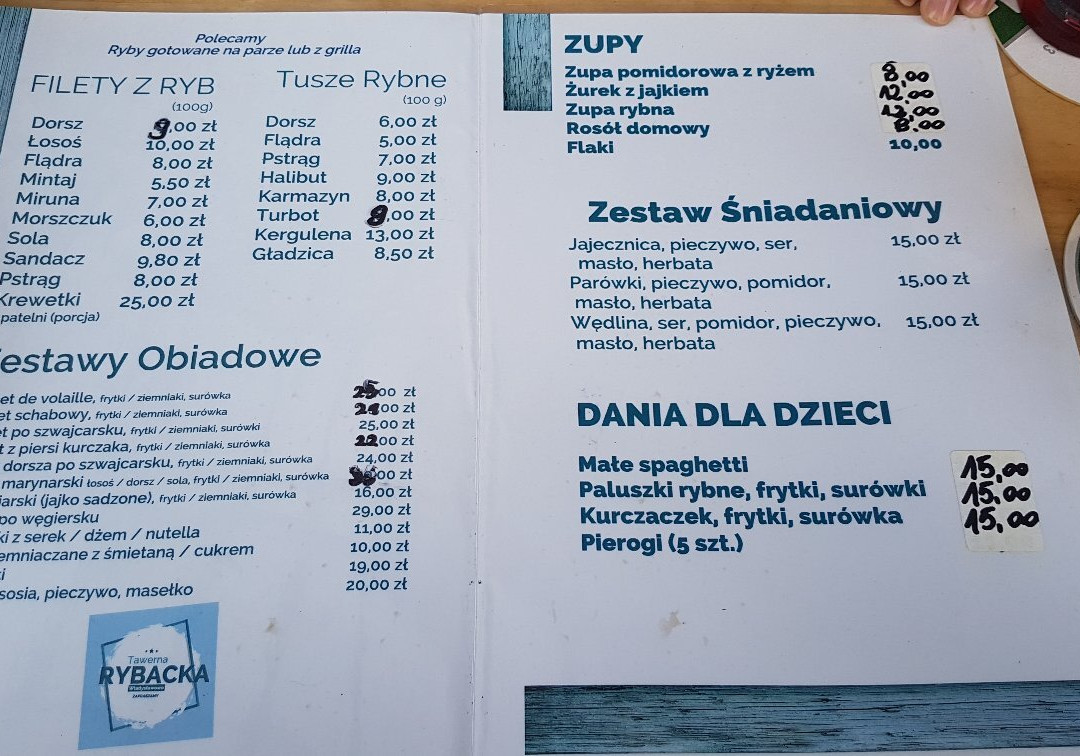 Polecamy
Ryby gotowane na parze lub z grilla
FILETY Z RYB
(100g)
Dorsz 9,00 zł
Łosoś 10,00 zł
Flądra 8,00 zł
Mintaj 5,50 zł
Miruna 7,00 zł
Morszczuk 6,00 zł
Sola 8,00 zł
Sandacz 9,80 zł
Pstrąg 8,00 zł
Krewetki 25,00 zł
patelni (porcja)
Tusze Rybne
(100 g)
Dorsz 6,00 zł
Flądra 5,00 zł
Pstrąg 7,00 zł
Halibut 9,00 zł
Karmazyn 8,00 zł
Turbot ,00 zł
Kergulena 13,00 zł
Gładzica 8,50 zł
estawy Obiadowe
et de volaille, frytki / ziemniaki, surówka 25,00 zł
et schabowy, frytki / ziemniaki, surówka 24,00 zł
et po szwajcarsku, frytki / ziemniaki, surówki 25,00 zł
t z piersi kurczaka, frytki / ziemniaki, surówka 22,00 zł
dorsza po szwajcarsku, frytki / ziemniaki, surówka 24,00 zł
marynarski łosoś / dorsz / sola, frytki / ziemniaki, surówka ,00 zł
iarski (jajko sadzone), frytki / ziemniaki, surówka 16,00 zł
po węgiersku 29,00 zł
ki z serek / dżem / nutella 11,00 zł
emniaczane z śmietaną / cukrem 10,00 zł
i 19,00 zł
sosia, pieczywo, masełko 20,00 zł
Tawerna
RYBACKA
Władysławowo
ZAPRASZAMY
ZUPY
Zupa pomidorowa z ryżem 8,00
Żurek z jajkiem 12,00
Zupa rybna 12,00
Rosół domowy 8.00
Flaki 10,00
Zestaw Śniadaniowy
Jajecznica, pieczywo, ser, 15,00 zł
masło, herbata
Parówki, pieczywo, pomidor, 15,00 zł
masło, herbata
Wędlina, ser, pomidor, pieczywo, 15,00 zł
masło, herbata
DANIA DLA DZIECI
Małe spaghetti 15,00
Paluszki rybne, frytki, surówki 15,00
Kurczaczek, frytki, surówka 15,00
Pierogi (5 szt.)